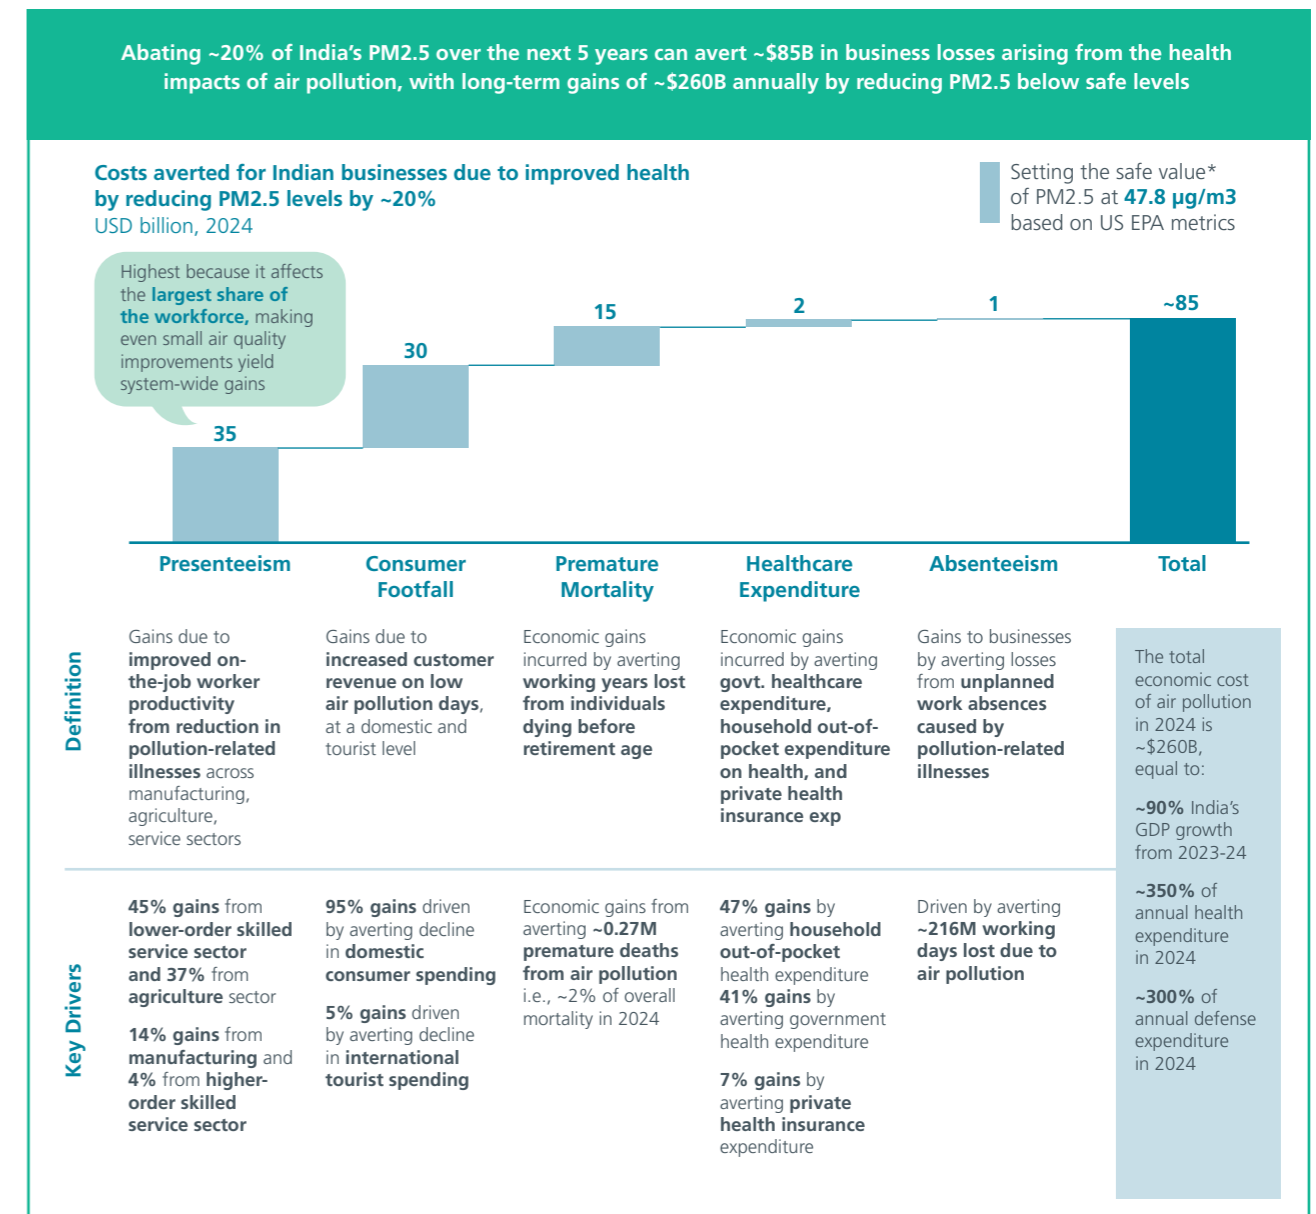 Abating ~20% of India’s PM2.5 over the next 5 years can avert ~$85B in business losses arising from the health
impacts of air pollution, with long-term gains of ~$260B annually by reducing PM2.5 below safe levels
Costs averted for Indian businesses due to improved health
by reducing PM2.5 levels by ~20%
USD billion, 2024
Setting the safe value*
of PM2.5 at 47.8 µg/m3
based on US EPA metrics
Highest because it affects
the largest share of
the workforce, making
even small air quality
improvements yield
system-wide gains
35
30
15
2
1
~85
Presenteeism
Consumer
Footfall
Premature
Mortality
Healthcare
Expenditure
Absenteeism
Total
Definition
Gains due to
improved on-
the-job worker
productivity
from reduction in
pollution-related
illnesses across
manufacturing,
agriculture,
service sectors
Gains due to
increased customer
revenue on low
air pollution days,
at a domestic and
tourist level
Economic gains
incurred by averting
working years lost
from individuals
dying before
retirement age
Economic gains
incurred by averting
govt. healthcare
expenditure,
household out-of-
pocket expenditure
on health, and
private health
insurance exp
Gains to businesses
by averting losses
from unplanned
work absences
caused by
pollution-related
illnesses
The total
economic cost
of air pollution
in 2024 is
~$260B,
equal to:
~90% India’s
GDP growth
from 2023-24
~350% of
annual health
expenditure
in 2024
~300% of
annual defense
expenditure
in 2024
Key Drivers
45% gains from
lower-order skilled
service sector
and 37% from
agriculture sector
14% gains from
manufacturing and
4% from higher-
order skilled
service sector
95% gains driven
by averting decline
in domestic
consumer spending
5% gains driven
by averting decline
in international
tourist spending
Economic gains from
averting ~0.27M
premature deaths
from air pollution
i.e., ~2% of overall
mortality in 2024
47% gains by
averting household
out-of-pocket
health expenditure
41% gains by
averting government
health expenditure
7% gains by
averting private
health insurance
expenditure
Driven by averting
~216M working
days lost due to
air pollution